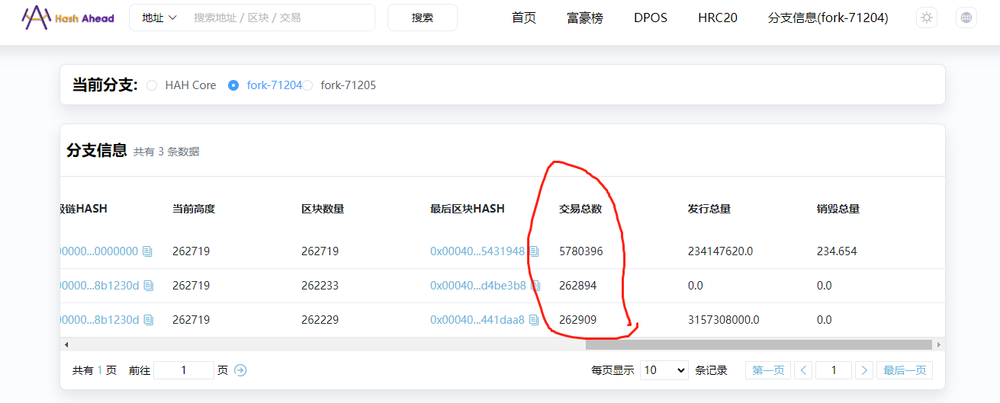 Hash Ahead 地址 搜索地址 / 区块 / 交易 搜索 首页 富豪榜 DPOS HRC20 分支信息(fork-71204)
当前分支: HAH Core fork-71204 fork-71205
分支信息 共有 3 条数据
链HASH 当前高度 区块数量 最后区块HASH 交易总数 发行总量 销毁总量
00000...0000000 262719 262719 0x00040...5431948 5780396 234147620.0 234.654
00000...8b1230d 262719 262233 0x00040...d4be3b8 262894 0.0 0.0
00000...8b1230d 262719 262229 0x00040...441daa8 262909 3157308000.0 0.0
共有 1 页 前往 1 页 每页显示 10 条记录 第一页 1 最后一页